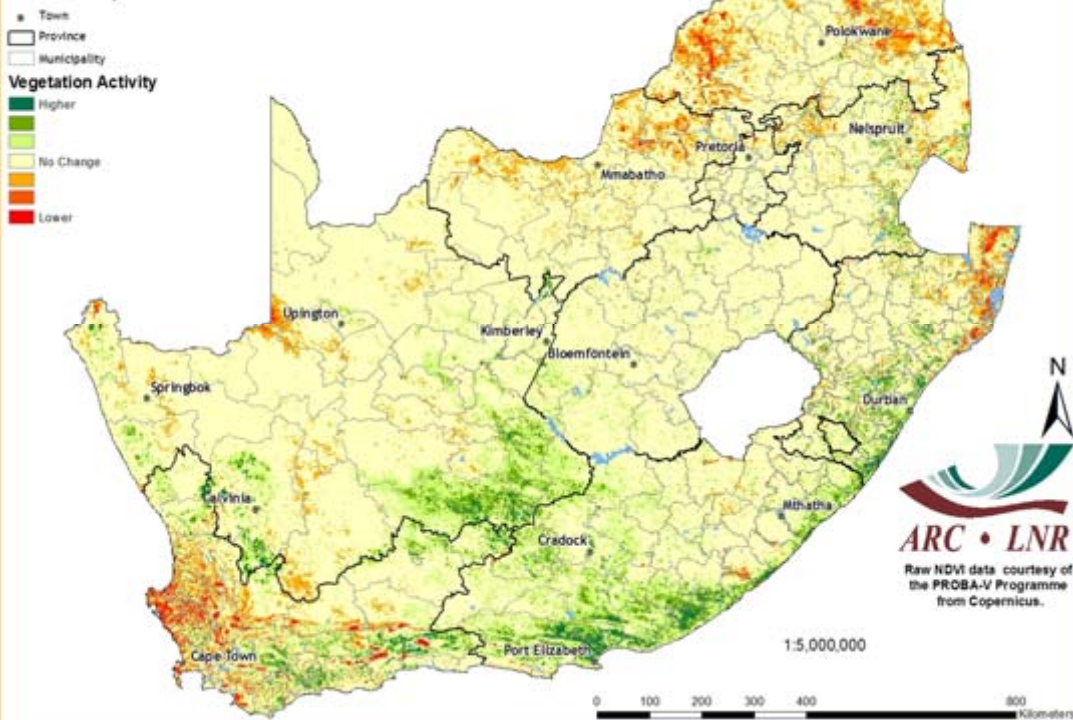 Town
Province
Municipality
Vegetation Activity
Higher
No Change
Lower
Polokwane
Nelspruit
Pretoria
Mmabatho
Upington
Kimberley
Bloemfontein
Springbok
Durban
Calvinia
Mthatha
Cradock
Cape Town
Port Elizabeth
N
ARC • LNR
Raw NDVI data courtesy of
the PROBA-V Programme
from Copernicus.
1:5,000,000
0 100 200 300 400 800
Kilometers